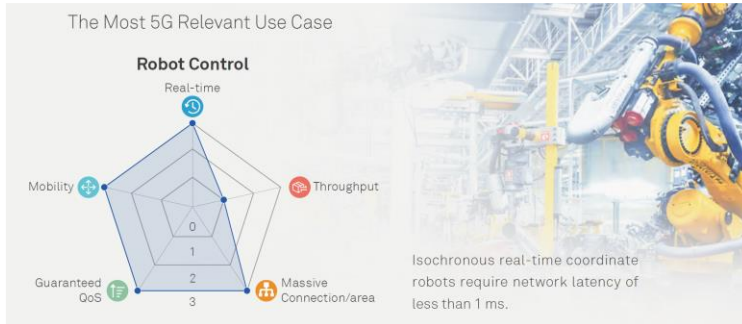 The Most 5G Relevant Use Case
Robot Control
Real-time
Mobility
Throughput
0
1
2
3
Guaranteed
QoS
Massive
Connection/area
Isochronous real-time coordinate
robots require network latency of
less than 1 ms.